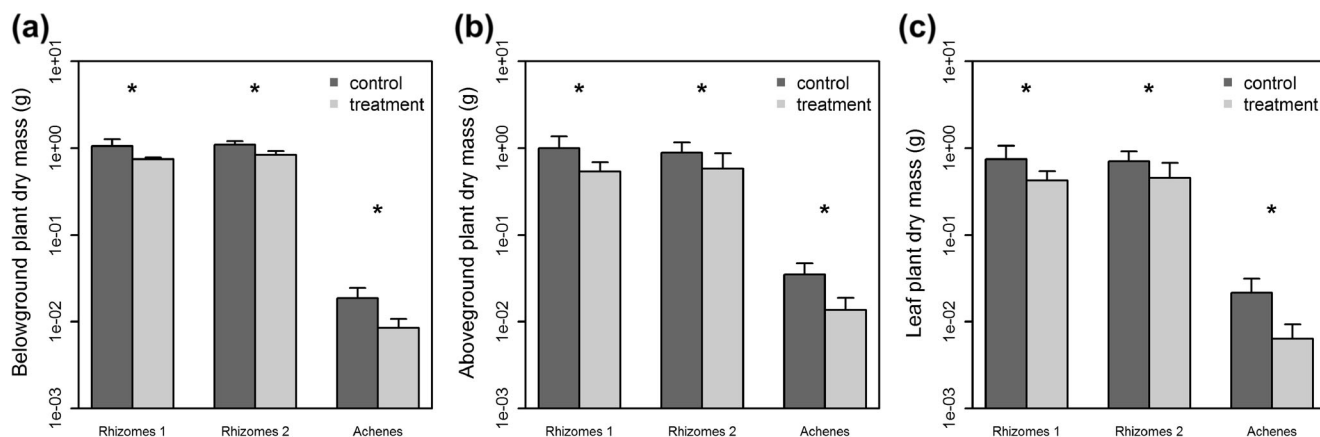 (a)
Belowground plant dry mass (g)
1e+01
1e+00
1e-01
1e-02
1e-03
* * *
control
treatment
Rhizomes 1 Rhizomes 2 Achenes
(b)
Aboveground plant dry mass (g)
1e+01
1e+00
1e-01
1e-02
1e-03
* * *
control
treatment
Rhizomes 1 Rhizomes 2 Achenes
(c)
Leaf plant dry mass (g)
1e+01
1e+00
1e-01
1e-02
1e-03
* * *
control
treatment
Rhizomes 1 Rhizomes 2 Achenes